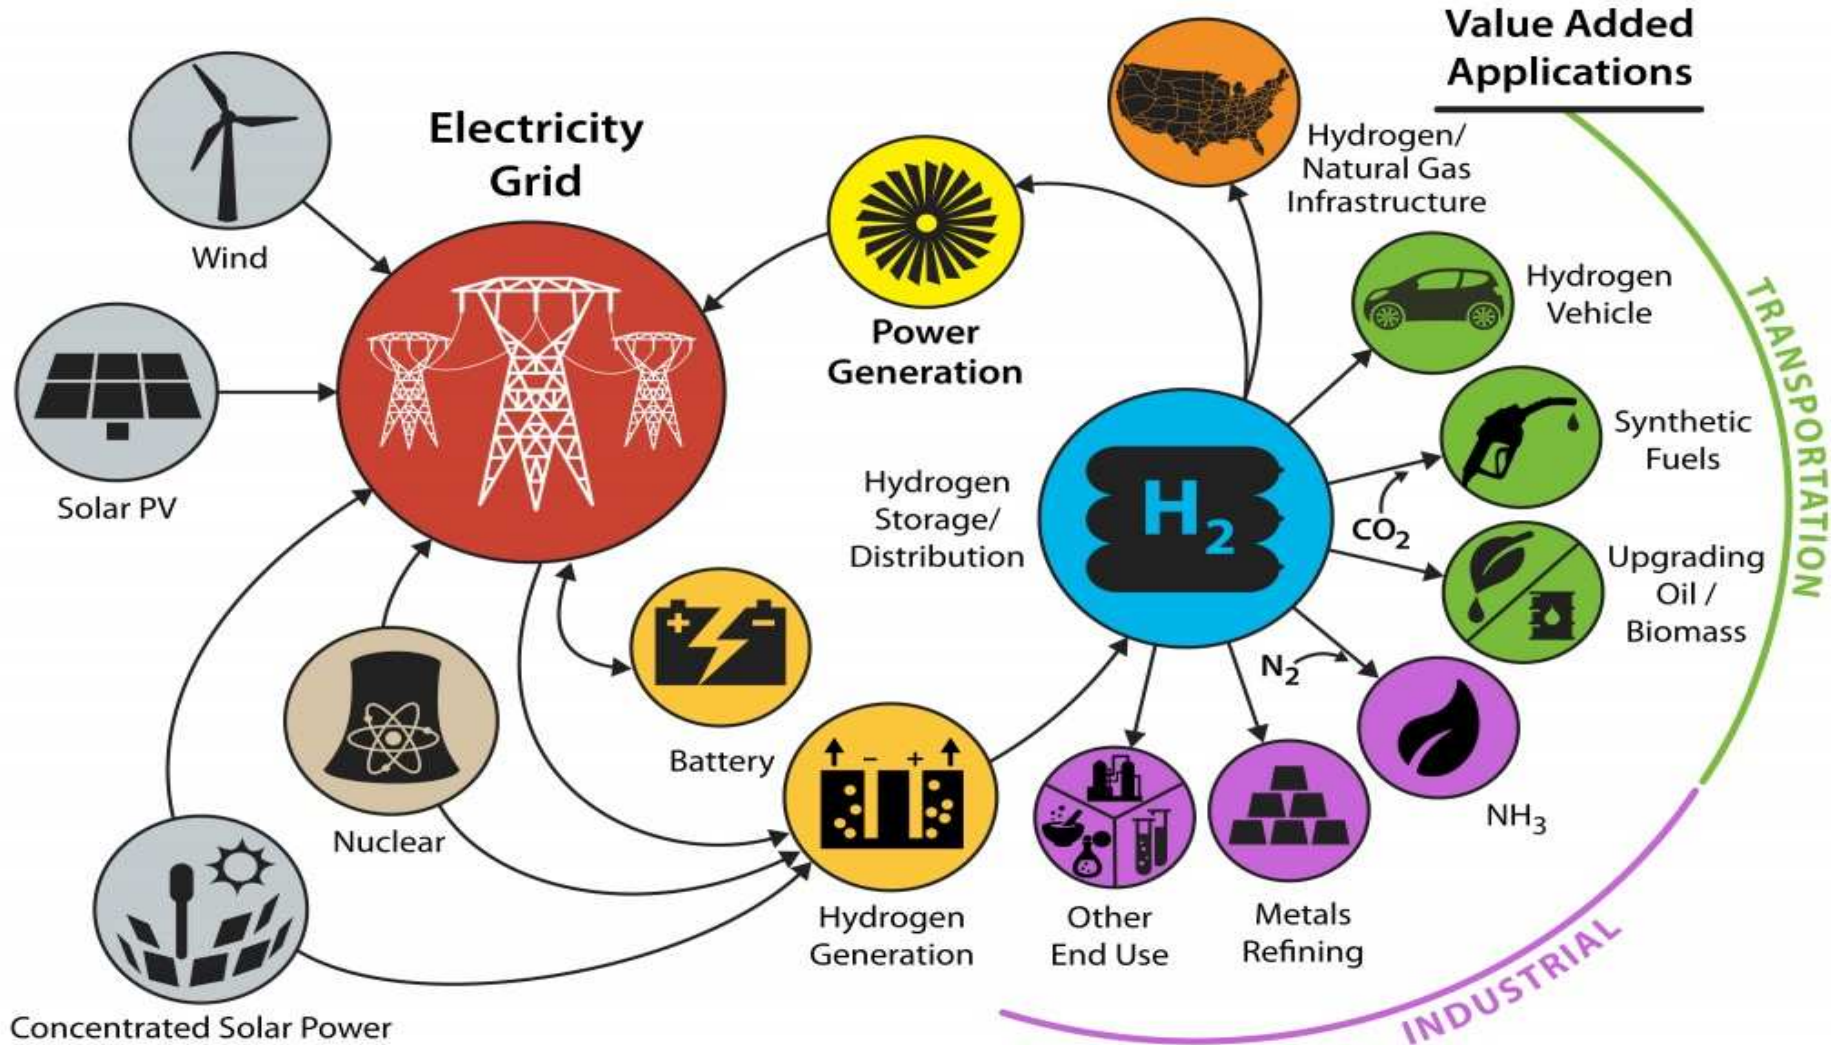 Value Added
Applications
Electricity
Grid
Wind
Solar PV
Power
Generation
Hydrogen/
Natural Gas
Infrastructure
Hydrogen
Vehicle
Synthetic
Fuels
CO2
Upgrading
Oil /
Biomass
TRANSPORTATION
Hydrogen
Storage/
Distribution
H2
N2
NH3
+ −
Battery
Nuclear
− +
Hydrogen
Generation
Other
End Use
Metals
Refining
INDUSTRIAL
Concentrated Solar Power